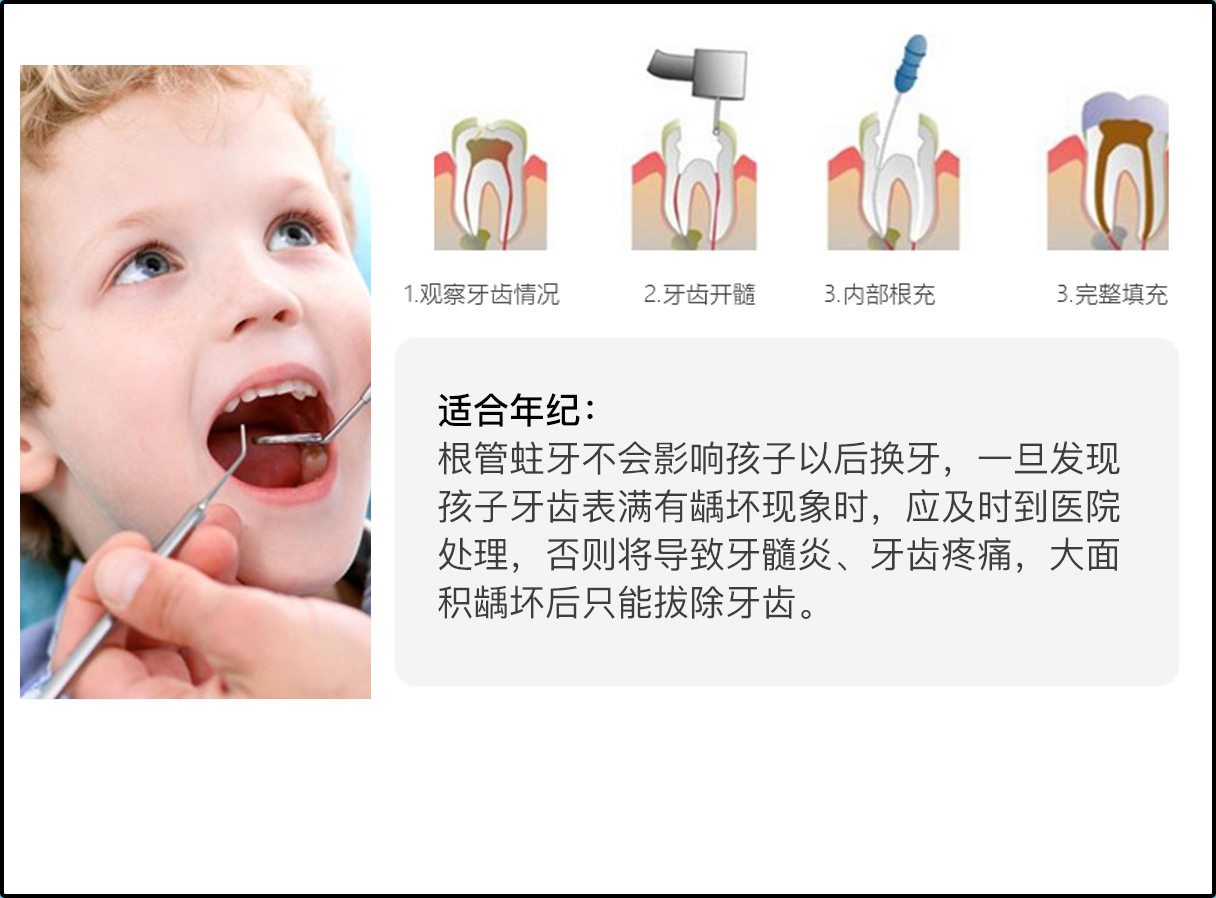 1.观察牙齿情况
2.牙齿开髓
3.内部根充
3.完整填充
适合年纪：
根管蛀牙不会影响孩子以后换牙，一旦发现
孩子牙齿表满有龋坏现象时，应及时到医院
处理，否则将导致牙髓炎、牙齿疼痛，大面
积龋坏后只能拔除牙齿。